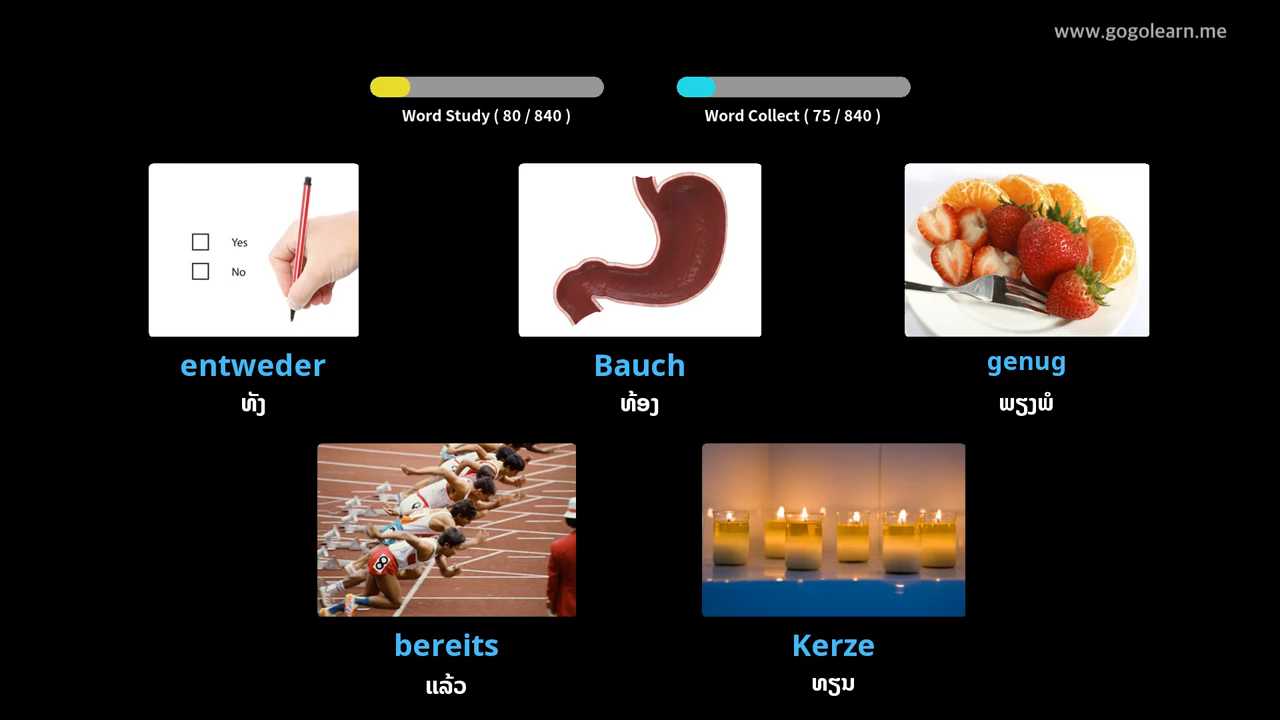 www.gogolearn.me
Word Study ( 80 / 840 )
Word Collect ( 75 / 840 )
Yes
No
entweder
ທັງ
Bauch
ທ້ອງ
genug
ພຽງພໍ
8
bereits
ແລ້ວ
Kerze
ທຽນ